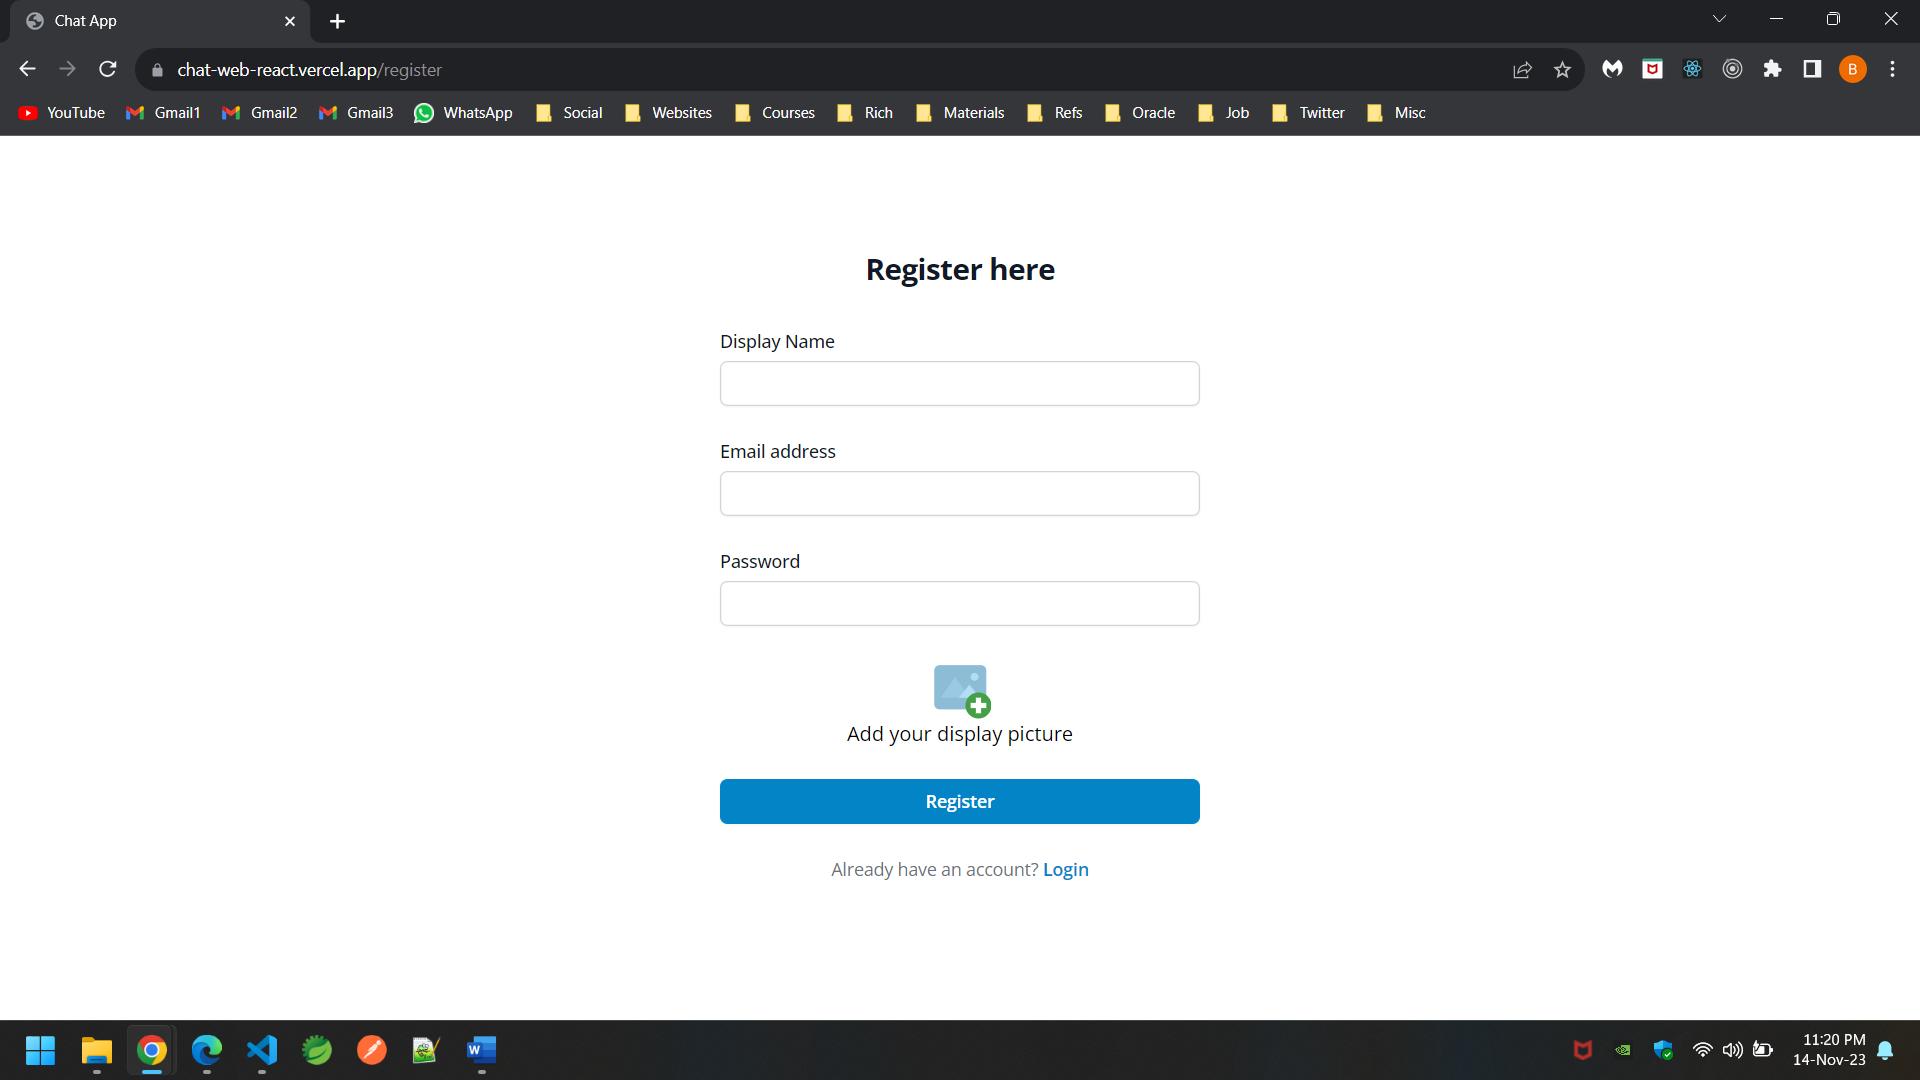 Chat App
chat-web-react.vercel.app/register
B
YouTube Gmail1 Gmail2 Gmail3 WhatsApp Social Websites Courses Rich Materials Refs Oracle Job Twitter Misc
Register here
Display Name
Email address
Password
Add your display picture
Register
Already have an account? Login
11:20 PM
14-Nov-23